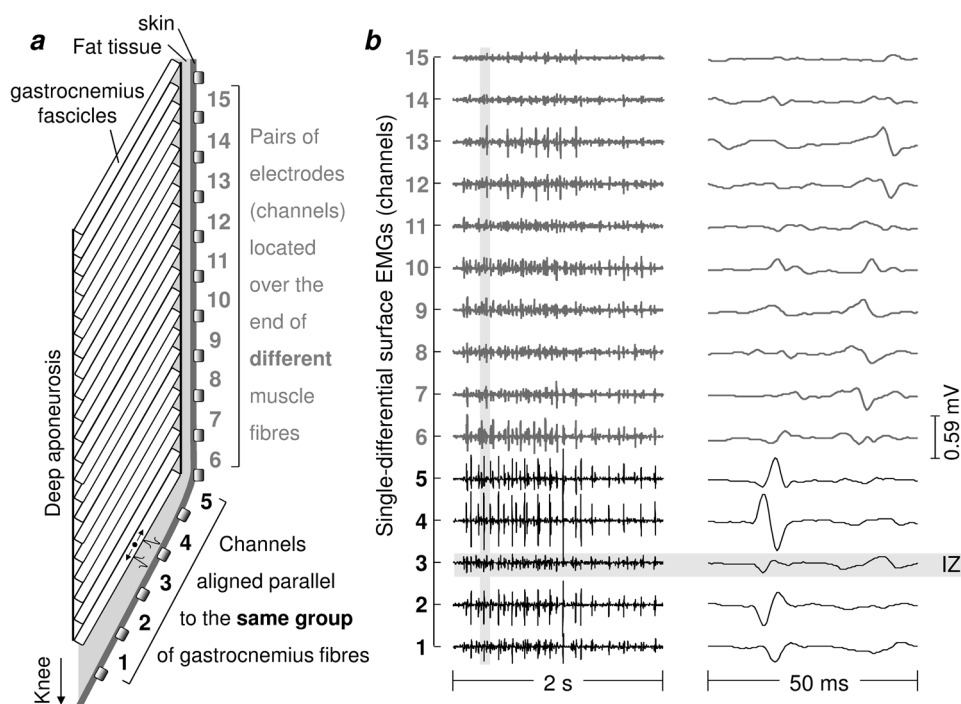 a
skin
Fat tissue
gastrocnemius
fascicles
Deep aponeurosis
Knee
15
14
13
12
11
10
9
8
7
6
5
4
3
2
1
Pairs of
electrodes
(channels)
located
over the
end of
different
muscle
fibres
Channels
aligned parallel
to the same group
of gastrocnemius fibres
b
Single-differential surface EMGs (channels)
15
14
13
12
11
10
9
8
7
6
5
4
3
2
1
IZ
0.59 mV
2 s
50 ms